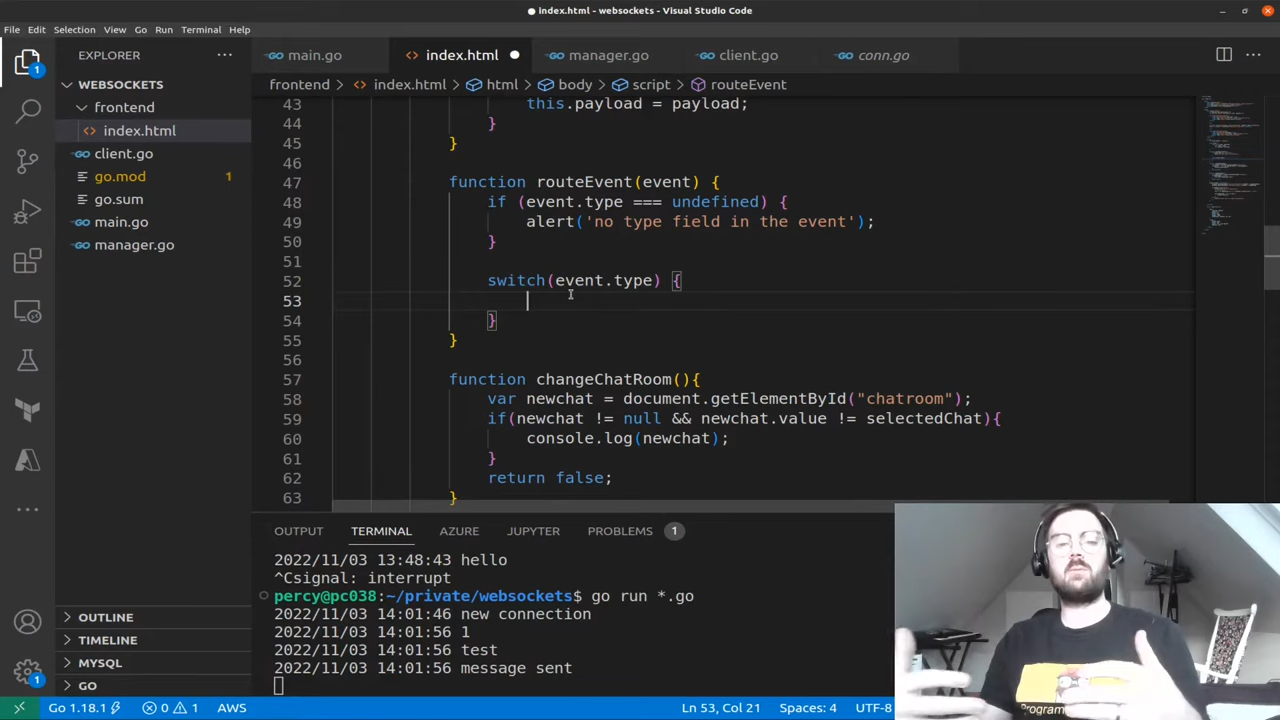 index.html - websockets - Visual Studio Code
File Edit Selection View Go Run Terminal Help
EXPLORER
main.go
index.html
manager.go
client.go
conn.go
WEBSOCKETS
frontend > index.html > html > body > script > routeEvent
frontend
index.html
client.go
go.mod 1
go.sum
main.go
manager.go
43 this.payload = payload;
44 }
45 }
46
47 function routeEvent(event) {
48 if (event.type === undefined) {
49 alert('no type field in the event');
50 }
51
52 switch(event.type) {
53
54 }
55 }
56
57 function changeChatRoom(){
58 var newchat = document.getElementById("chatroom");
59 if(newchat != null && newchat.value != selectedChat){
60 console.log(newchat);
61 }
62 return false;
63 }
OUTPUT TERMINAL AZURE JUPYTER PROBLEMS 1
2022/11/03 13:48:43 hello
^Csignal: interrupt
percy@pc038:~/private/websockets$ go run *.go
2022/11/03 14:01:46 new connection
2022/11/03 14:01:56 1
2022/11/03 14:01:56 test
2022/11/03 14:01:56 message sent
OUTLINE
TIMELINE
MYSQL
GO
1
1
Go 1.18.1 0 1 AWS
Ln 53, Col 21 Spaces: 4 UTF-8